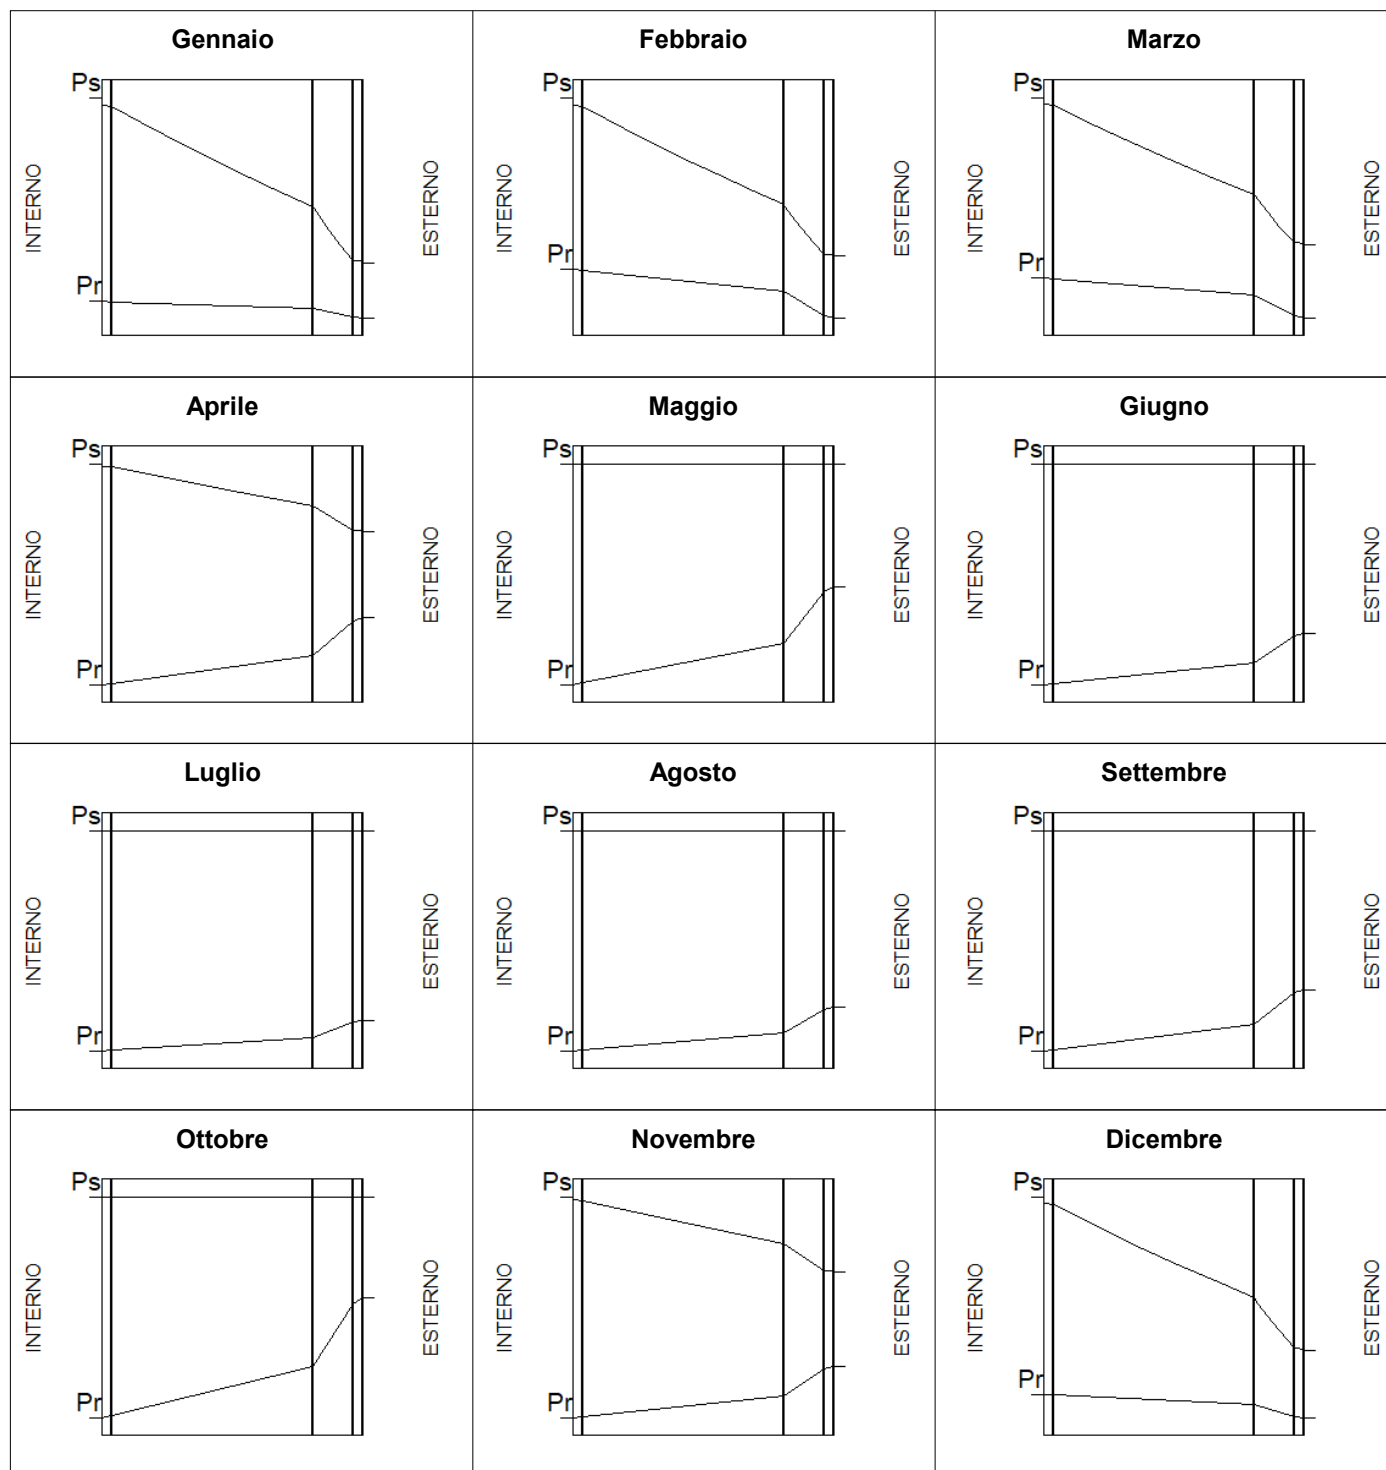 Gennaio
Ps
Pr
INTERNO
ESTERNO
Febbraio
Ps
Pr
INTERNO
ESTERNO
Marzo
Ps
Pr
INTERNO
ESTERNO
Aprile
Ps
Pr
INTERNO
ESTERNO
Maggio
Ps
Pr
INTERNO
ESTERNO
Giugno
Ps
Pr
INTERNO
ESTERNO
Luglio
Ps
Pr
INTERNO
ESTERNO
Agosto
Ps
Pr
INTERNO
ESTERNO
Settembre
Ps
Pr
INTERNO
ESTERNO
Ottobre
Ps
Pr
INTERNO
ESTERNO
Novembre
Ps
Pr
INTERNO
ESTERNO
Dicembre
Ps
Pr
INTERNO
ESTERNO